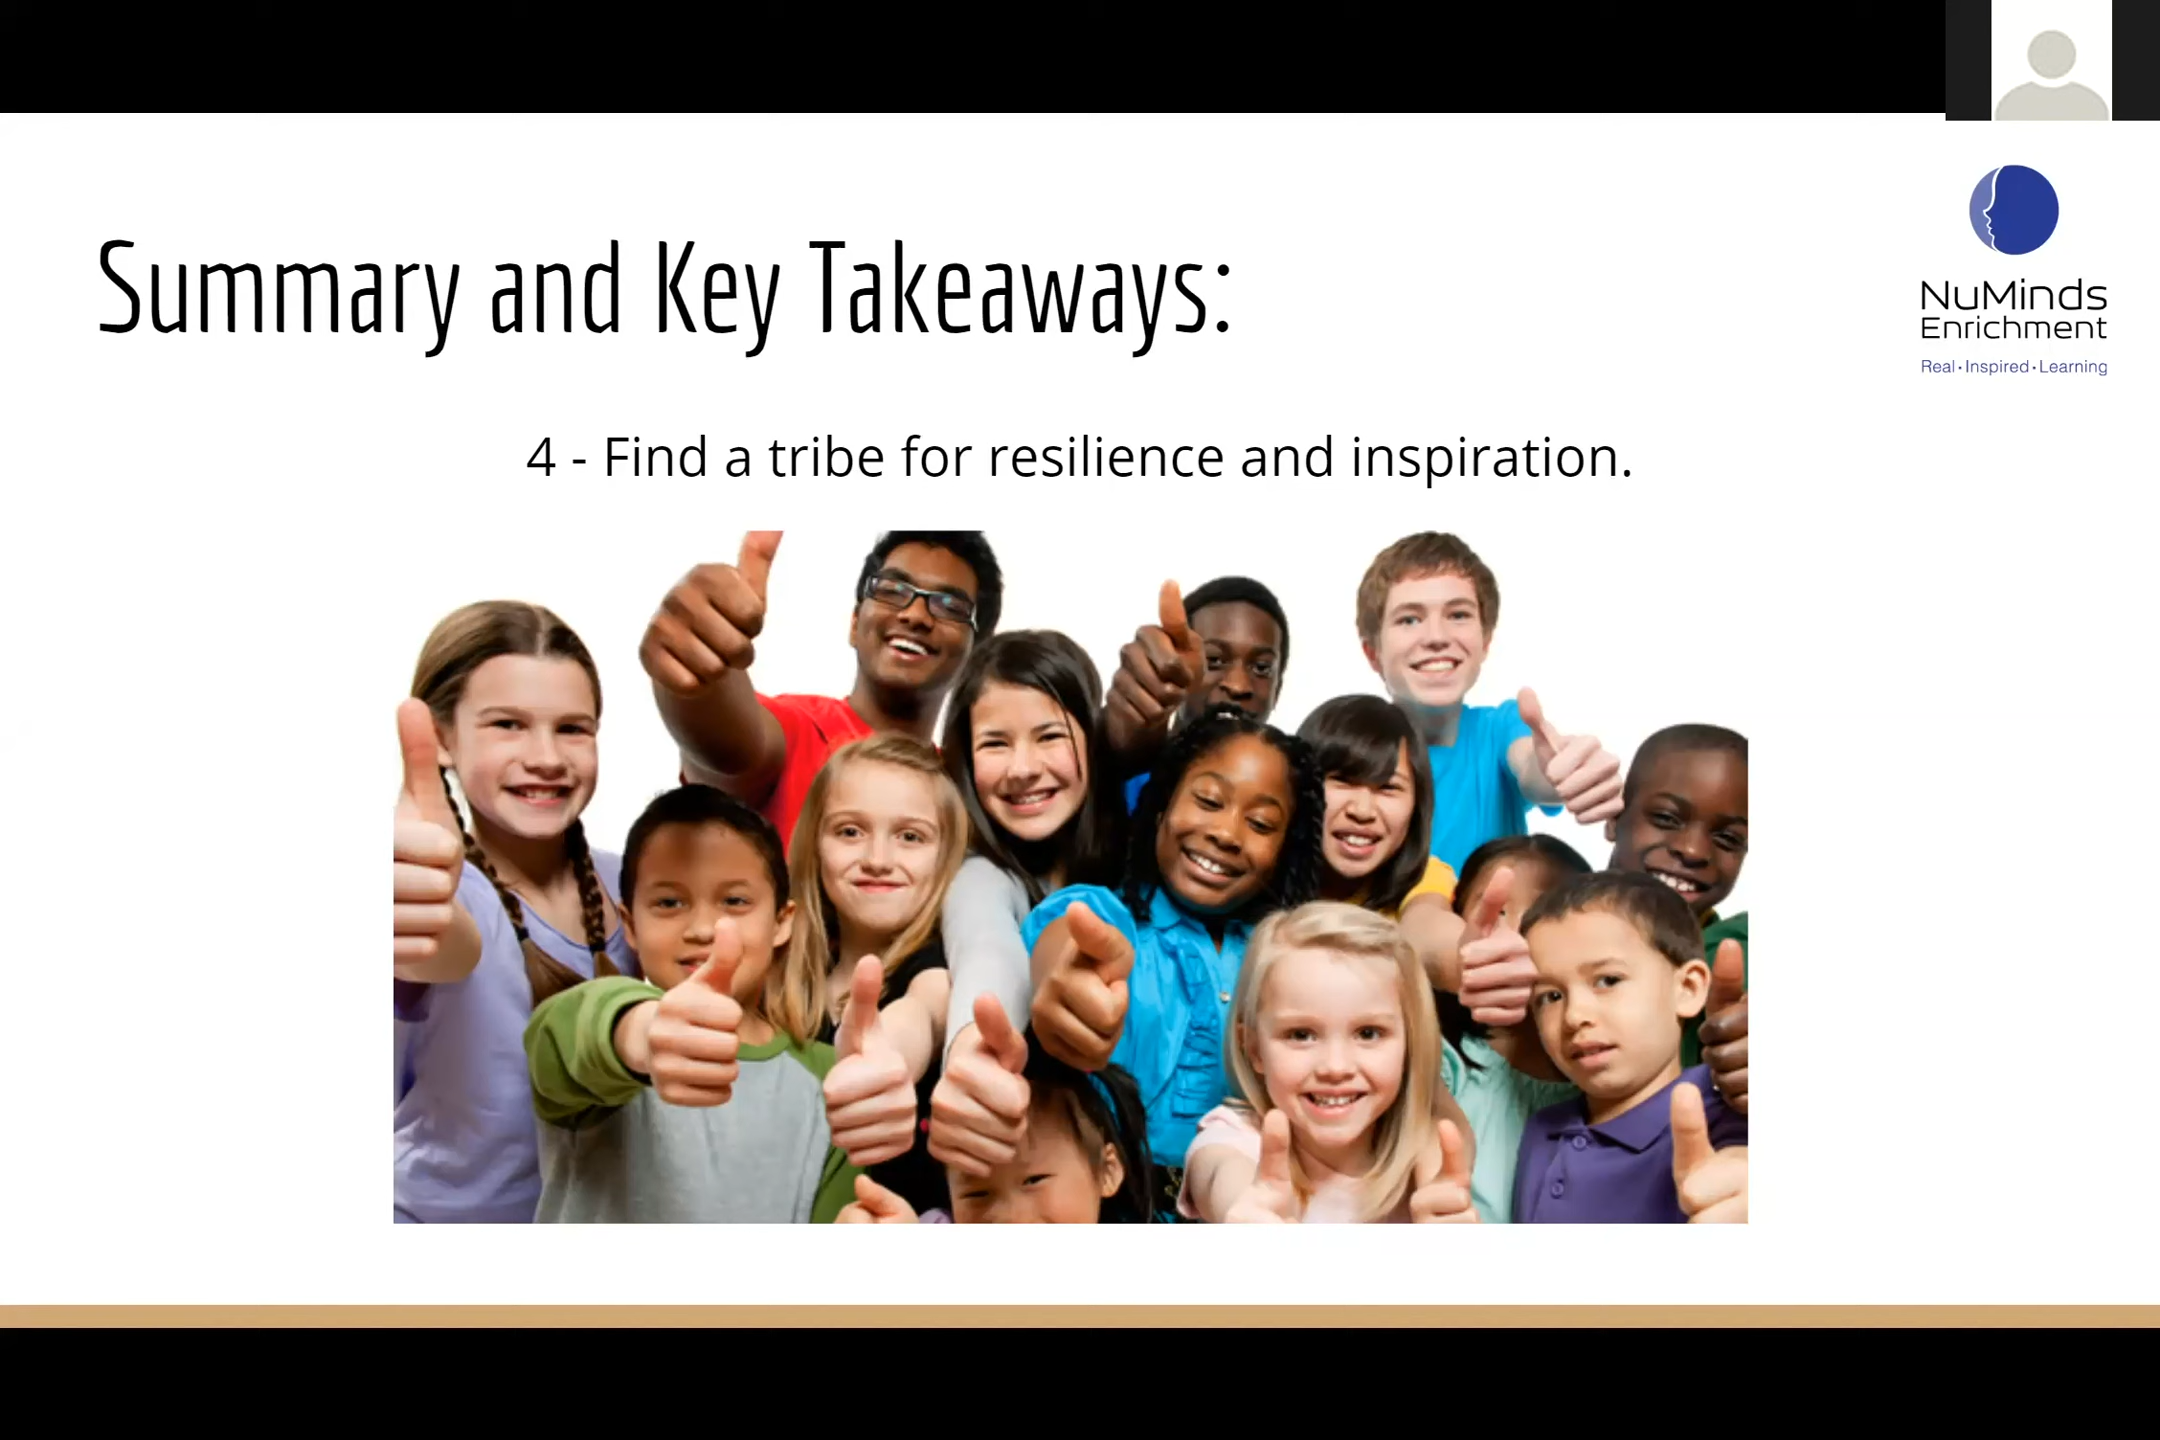 Summary and Key Takeaways:
NuMinds
Enrichment
Real • Inspired • Learning
4 - Find a tribe for resilience and inspiration.